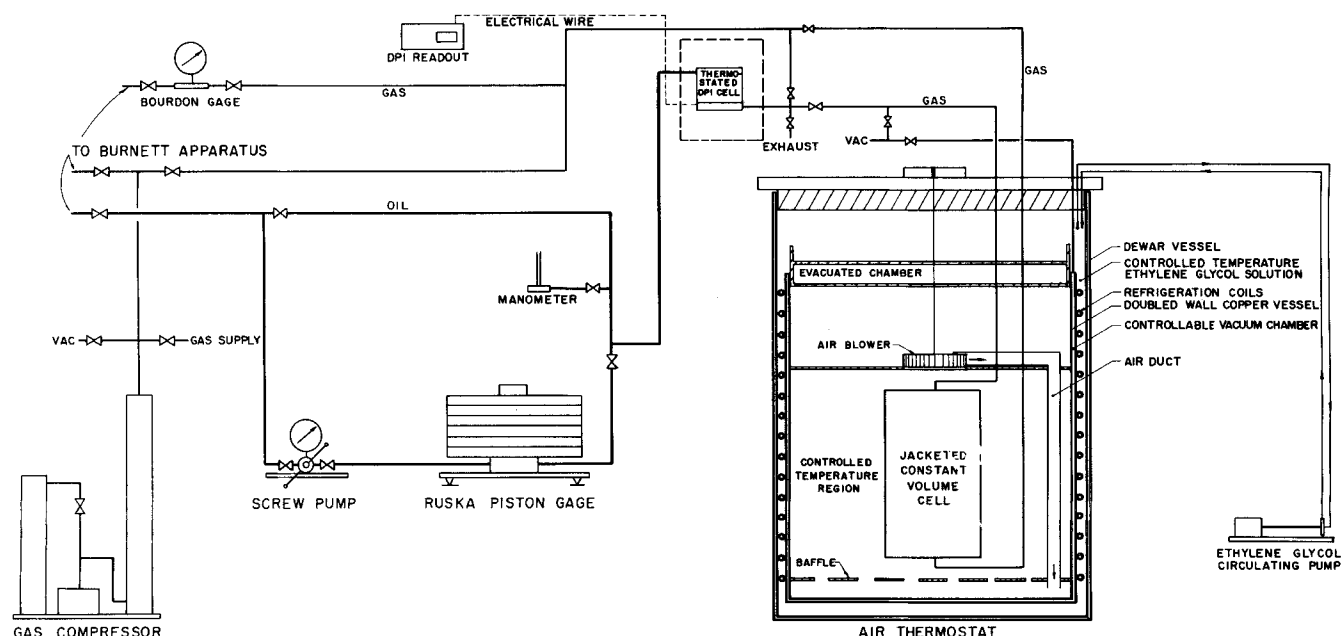 ELECTRICAL WIRE
DPI READOUT
BOURDON GAGE
GAS
THERMO-
STATED
DPI CELL
GAS
GAS
VAC
EXHAUST
TO BURNETT APPARATUS
OIL
MANOMETER
VAC
GAS SUPPLY
SCREW PUMP
RUSKA PISTON GAGE
GAS COMPRESSOR
EVACUATED CHAMBER
AIR BLOWER
CONTROLLED
TEMPERATURE
REGION
JACKETED
CONSTANT
VOLUME
CELL
BAFFLE
DEWAR VESSEL
CONTROLLED TEMPERATURE
ETHYLENE GLYCOL SOLUTION
REFRIGERATION COILS
DOUBLED WALL COPPER VESSEL
CONTROLLABLE VACUUM CHAMBER
AIR DUCT
ETHYLENE GLYCOL
CIRCULATING PUMP
AIR THERMOSTAT